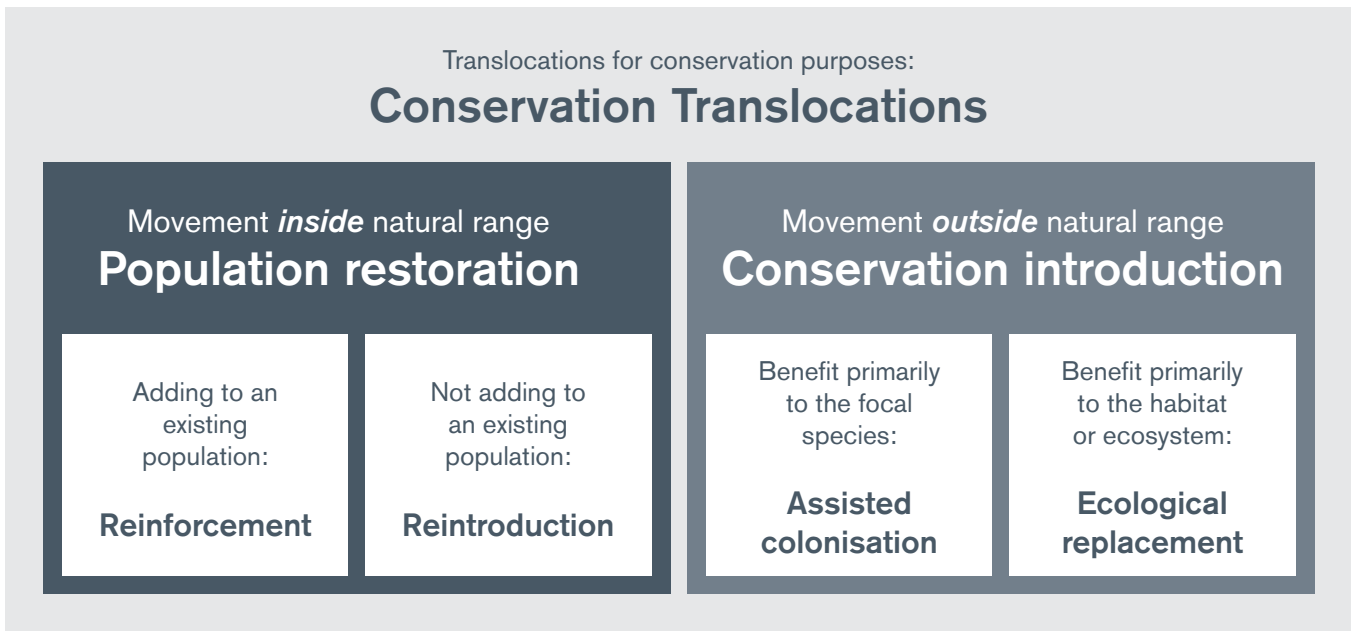 Translocations for conservation purposes:
Conservation Translocations
Movement inside natural range
Population restoration
Adding to an
existing
population:
Reinforcement
Not adding to
an existing
population:
Reintroduction
Movement outside natural range
Conservation introduction
Benefit primarily
to the focal
species:
Assisted
colonisation
Benefit primarily
to the habitat
or ecosystem:
Ecological
replacement